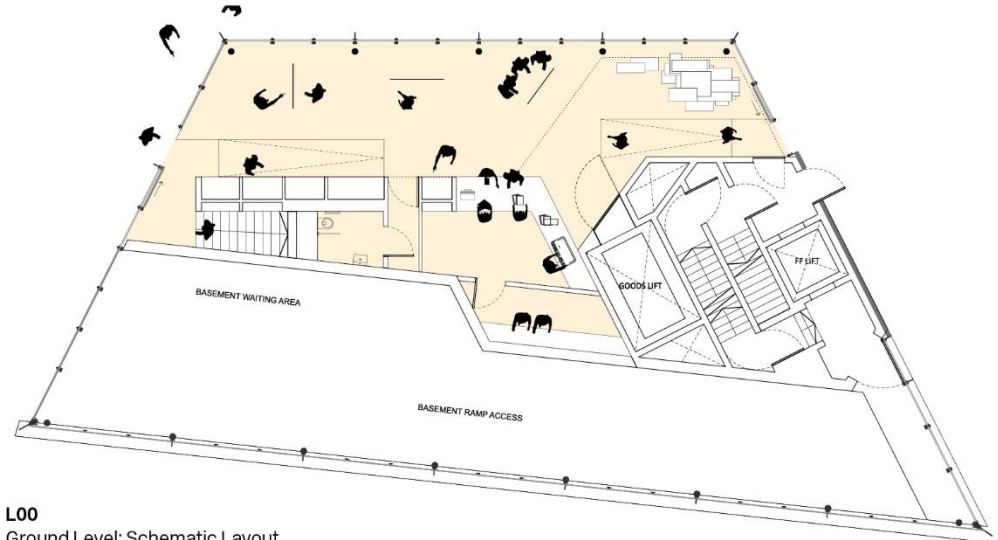 GOODS LIFT
FF LIFT
BASEMENT WAITING AREA
BASEMENT RAMP ACCESS
L00
Ground Level: Schematic Layout